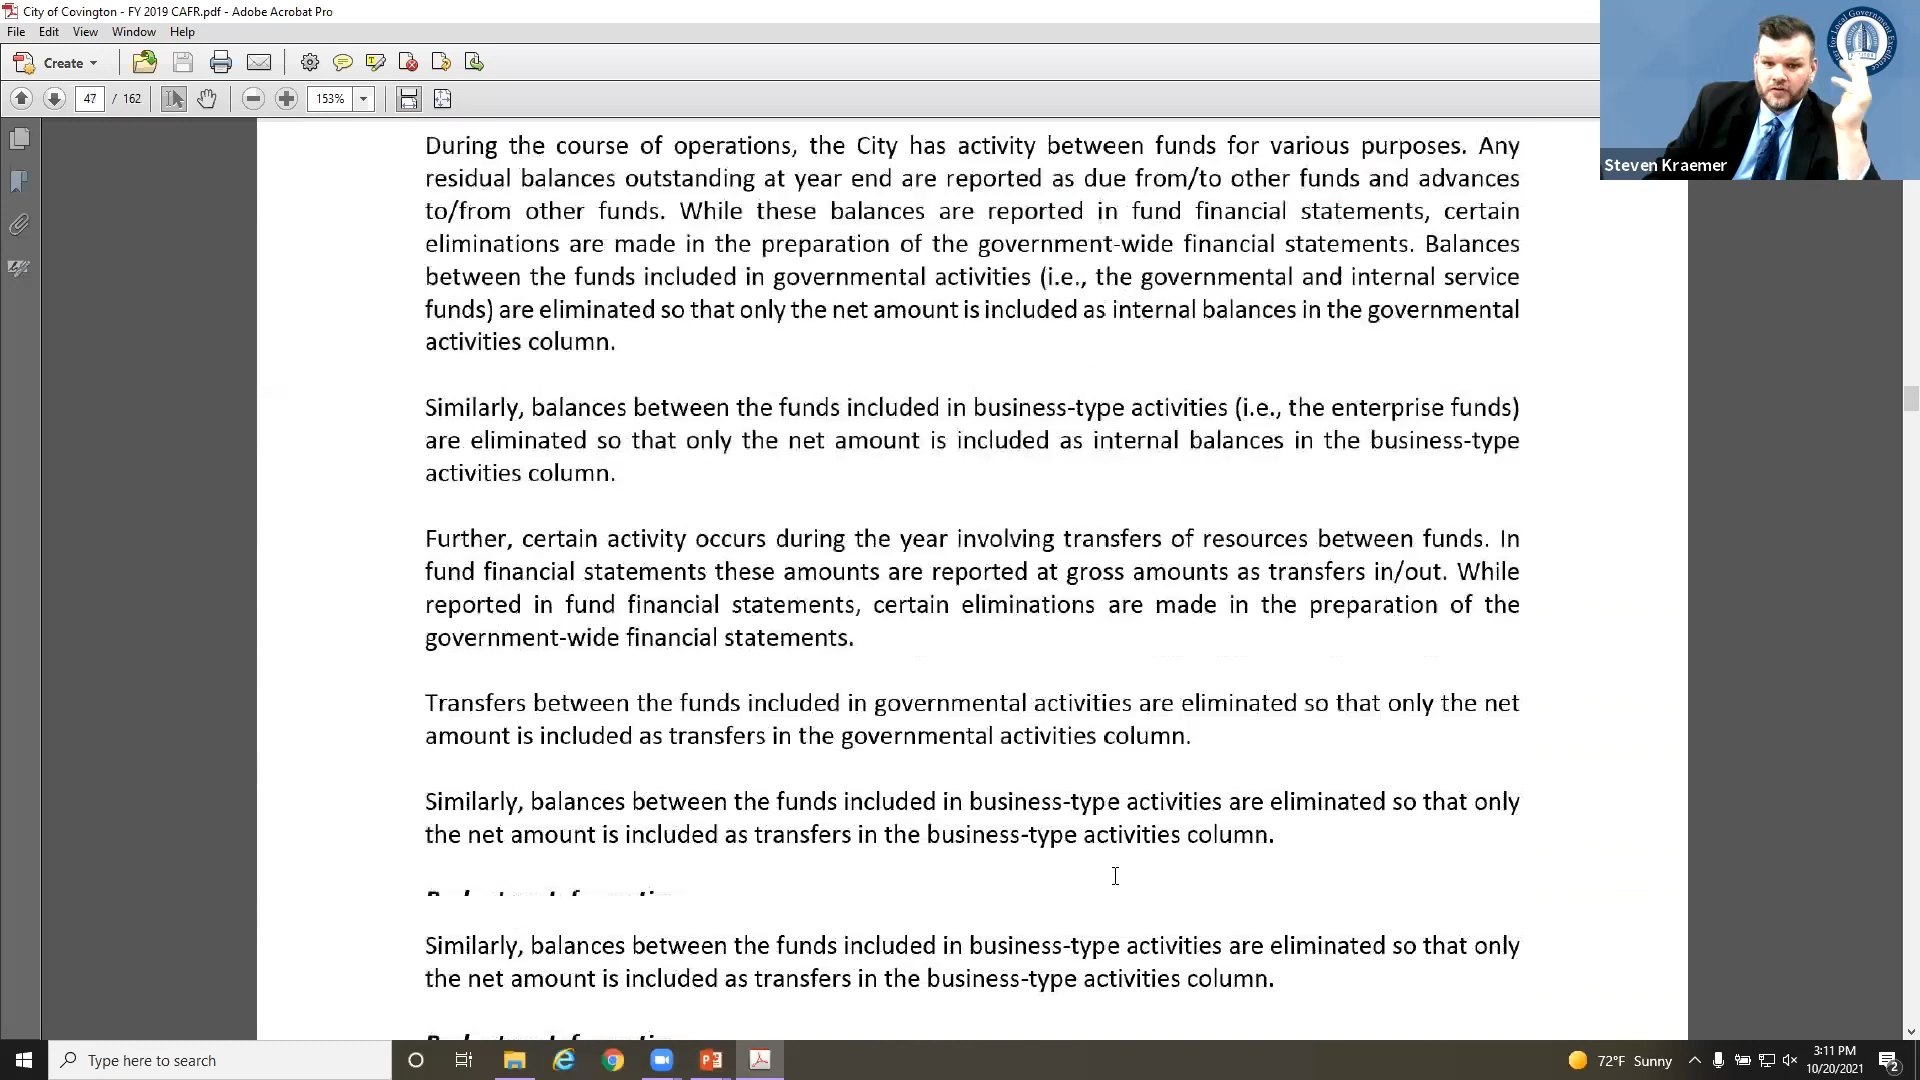 City of Covington - FY 2019 CAFR.pdf - Adobe Acrobat Pro
File Edit View Window Help
Create
47 / 162 153%
During the course of operations, the City has activity between funds for various purposes. Any
residual balances outstanding at year end are reported as due from/to other funds and advances
to/from other funds. While these balances are reported in fund financial statements, certain
eliminations are made in the preparation of the government-wide financial statements. Balances
between the funds included in governmental activities (i.e., the governmental and internal service
funds) are eliminated so that only the net amount is included as internal balances in the governmental
activities column.
Similarly, balances between the funds included in business-type activities (i.e., the enterprise funds)
are eliminated so that only the net amount is included as internal balances in the business-type
activities column.
Further, certain activity occurs during the year involving transfers of resources between funds. In
fund financial statements these amounts are reported at gross amounts as transfers in/out. While
reported in fund financial statements, certain eliminations are made in the preparation of the
government-wide financial statements.
Transfers between the funds included in governmental activities are eliminated so that only the net
amount is included as transfers in the governmental activities column.
Similarly, balances between the funds included in business-type activities are eliminated so that only
the net amount is included as transfers in the business-type activities column.
Similarly, balances between the funds included in business-type activities are eliminated so that only
the net amount is included as transfers in the business-type activities column.
Steven Kraemer
Type here to search
72°F Sunny
3:11 PM
10/20/2021
2